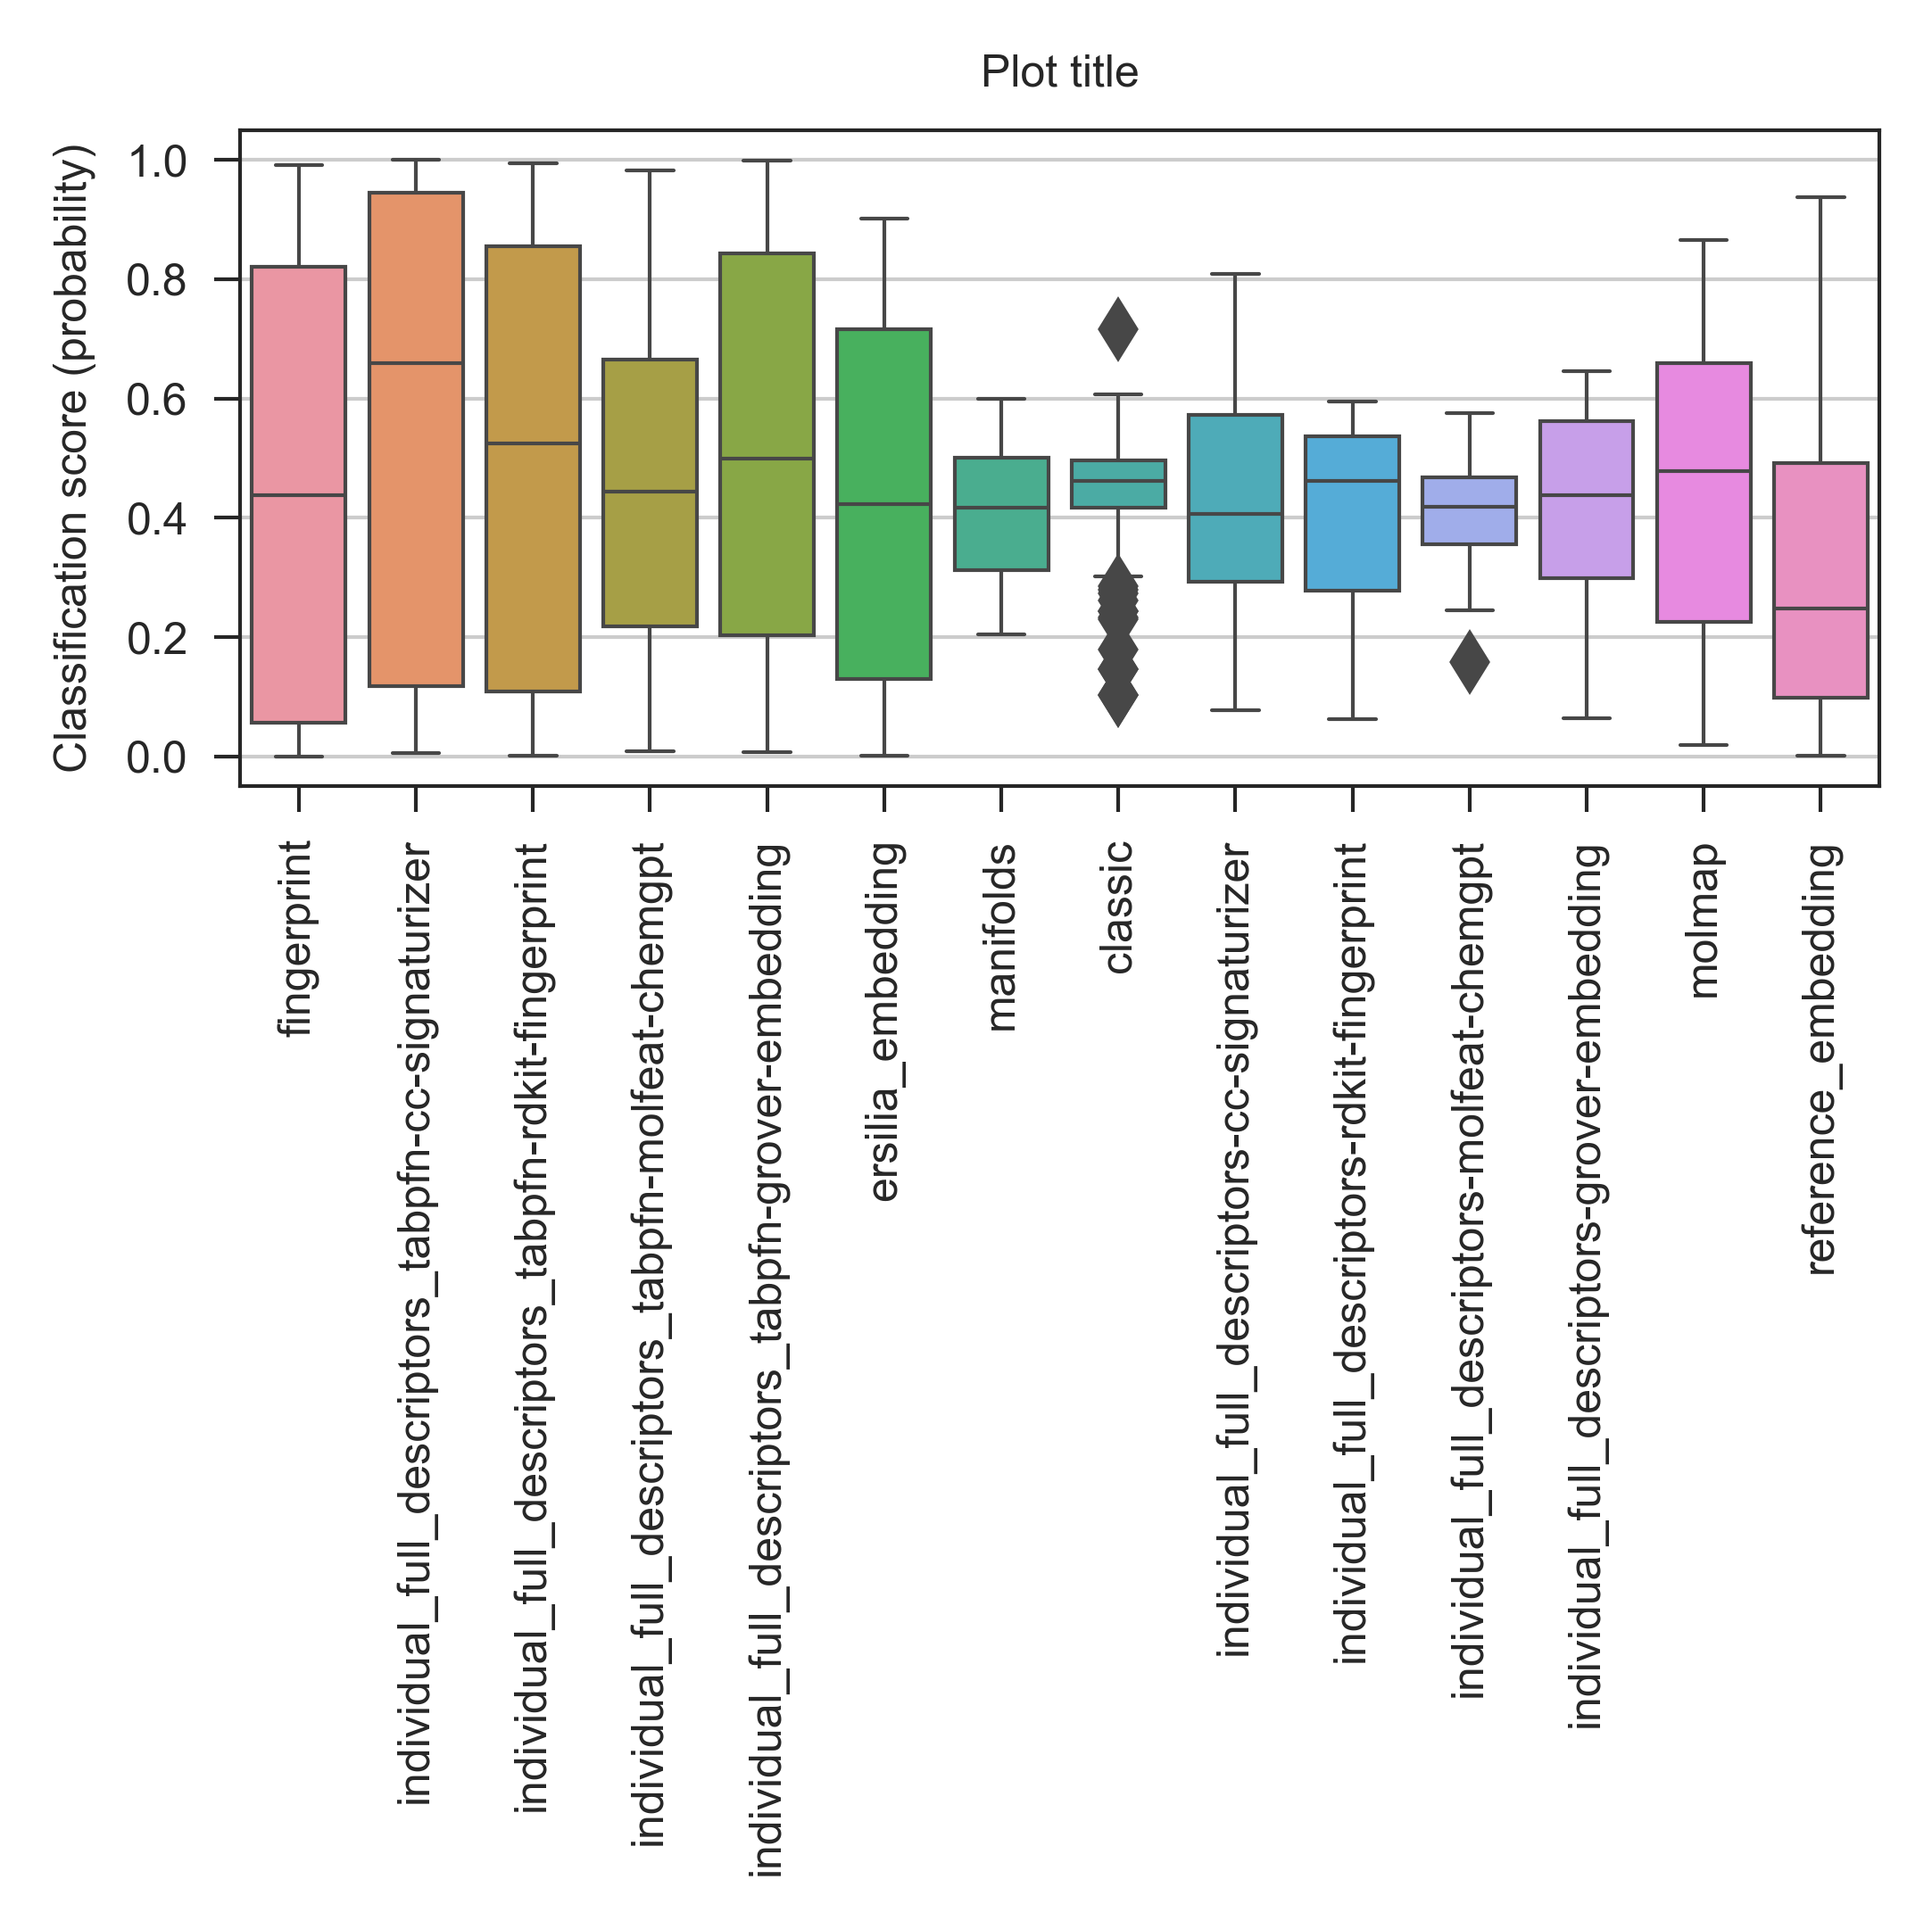 Plot title
Classification score (probability)
1.0
0.8
0.6
0.4
0.2
0.0
fingerprint
individual_full_descriptors_tabpfn-cc-signaturizer
individual_full_descriptors_tabpfn-rdkit-fingerprint
individual_full_descriptors_tabpfn-molfeat-chemgpt
individual_full_descriptors_tabpfn-grover-embedding
ersilia_embedding
manifolds
classic
individual_full_descriptors-cc-signaturizer
individual_full_descriptors-rdkit-fingerprint
individual_full_descriptors-molfeat-chemgpt
individual_full_descriptors-grover-embedding
molmap
reference_embedding